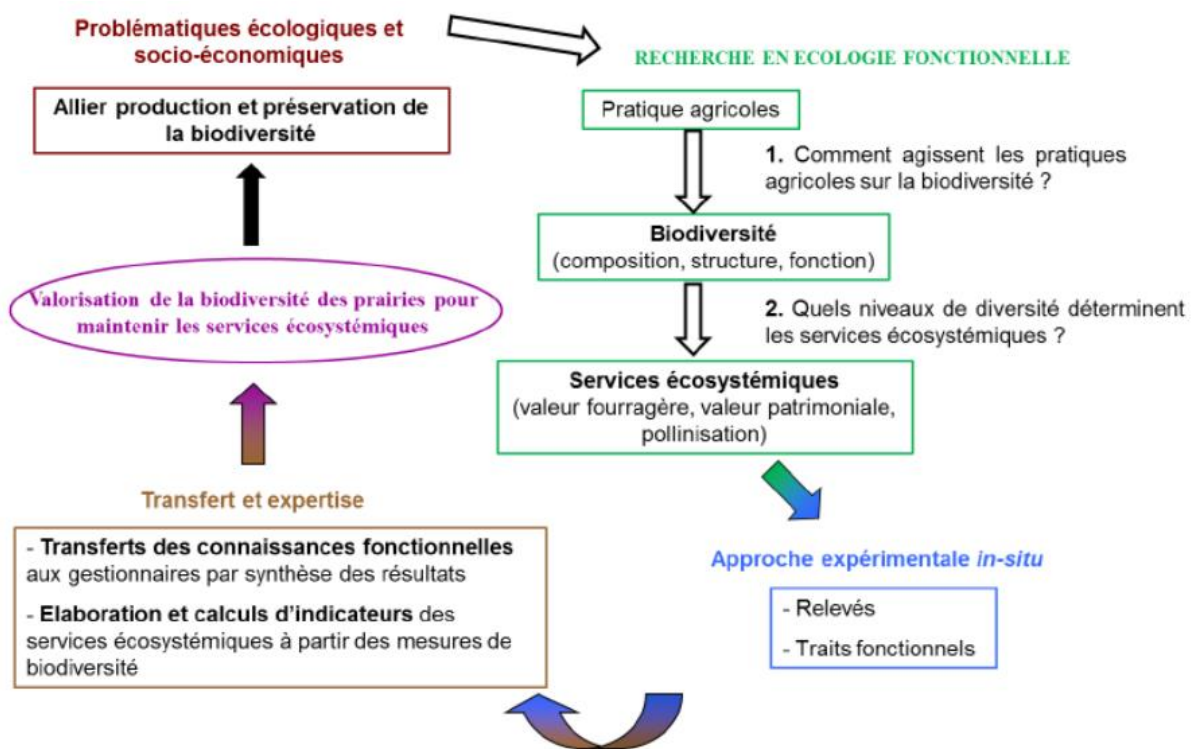 Problématiques écologiques et
socio-économiques
Allier production et préservation de
la biodiversité
Valorisation de la biodiversité des prairies pour
maintenir les services écosystémiques
Transfert et expertise
- Transferts des connaissances fonctionnelles
aux gestionnaires par synthèse des résultats
- Elaboration et calculs d'indicateurs des
services écosystémiques à partir des mesures de
biodiversité
RECHERCHE EN ECOLOGIE FONCTIONNELLE
Pratique agricoles
1. Comment agissent les pratiques
agricoles sur la biodiversité ?
Biodiversité
(composition, structure, fonction)
2. Quels niveaux de diversité déterminent
les services écosystémiques ?
Services écosystémiques
(valeur fourragère, valeur patrimoniale,
pollinisation)
Approche expérimentale in-situ
- Relevés
- Traits fonctionnels